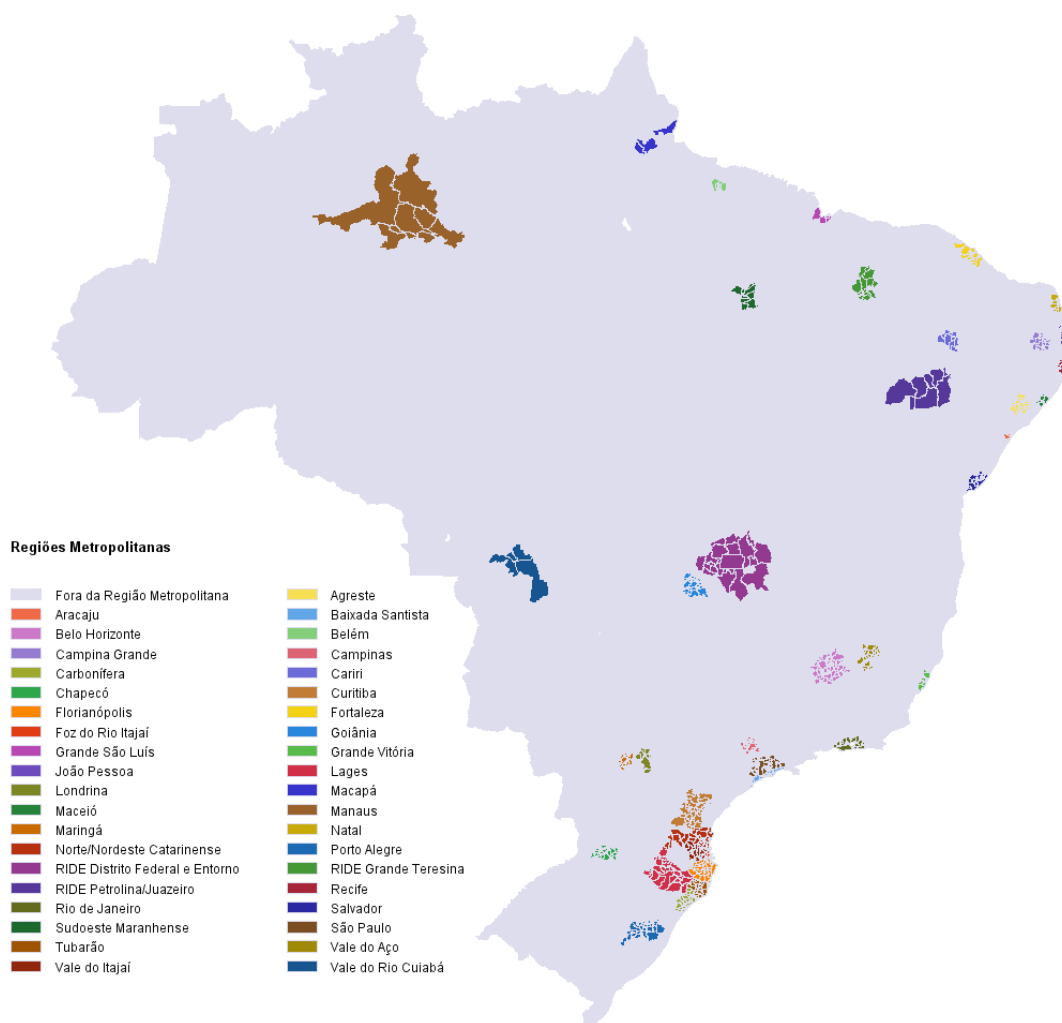 Regiões Metropolitanas
Fora da Região Metropolitana
Agreste
Aracaju
Baixada Santista
Belo Horizonte
Belém
Campina Grande
Campinas
Carbonífera
Cariri
Chapecó
Curitiba
Florianópolis
Fortaleza
Foz do Rio Itajaí
Goiânia
Grande São Luís
Grande Vitória
João Pessoa
Lages
Londrina
Macapá
Maceió
Manaus
Maringá
Natal
Norte/Nordeste Catarinense
Porto Alegre
RIDE Distrito Federal e Entorno
RIDE Grande Teresina
RIDE Petrolina/Juazeiro
Recife
Rio de Janeiro
Salvador
Sudoeste Maranhense
São Paulo
Tubarão
Vale do Aço
Vale do Itajaí
Vale do Rio Cuiabá